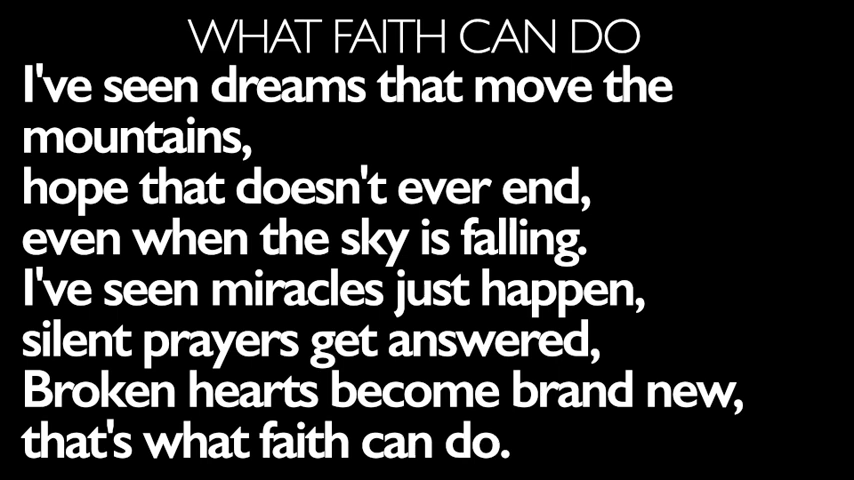 WHAT FAITH CAN DO
I've seen dreams that move the
mountains,
hope that doesn't ever end,
even when the sky is falling.
I've seen miracles just happen,
silent prayers get answered,
Broken hearts become brand new,
that's what faith can do.